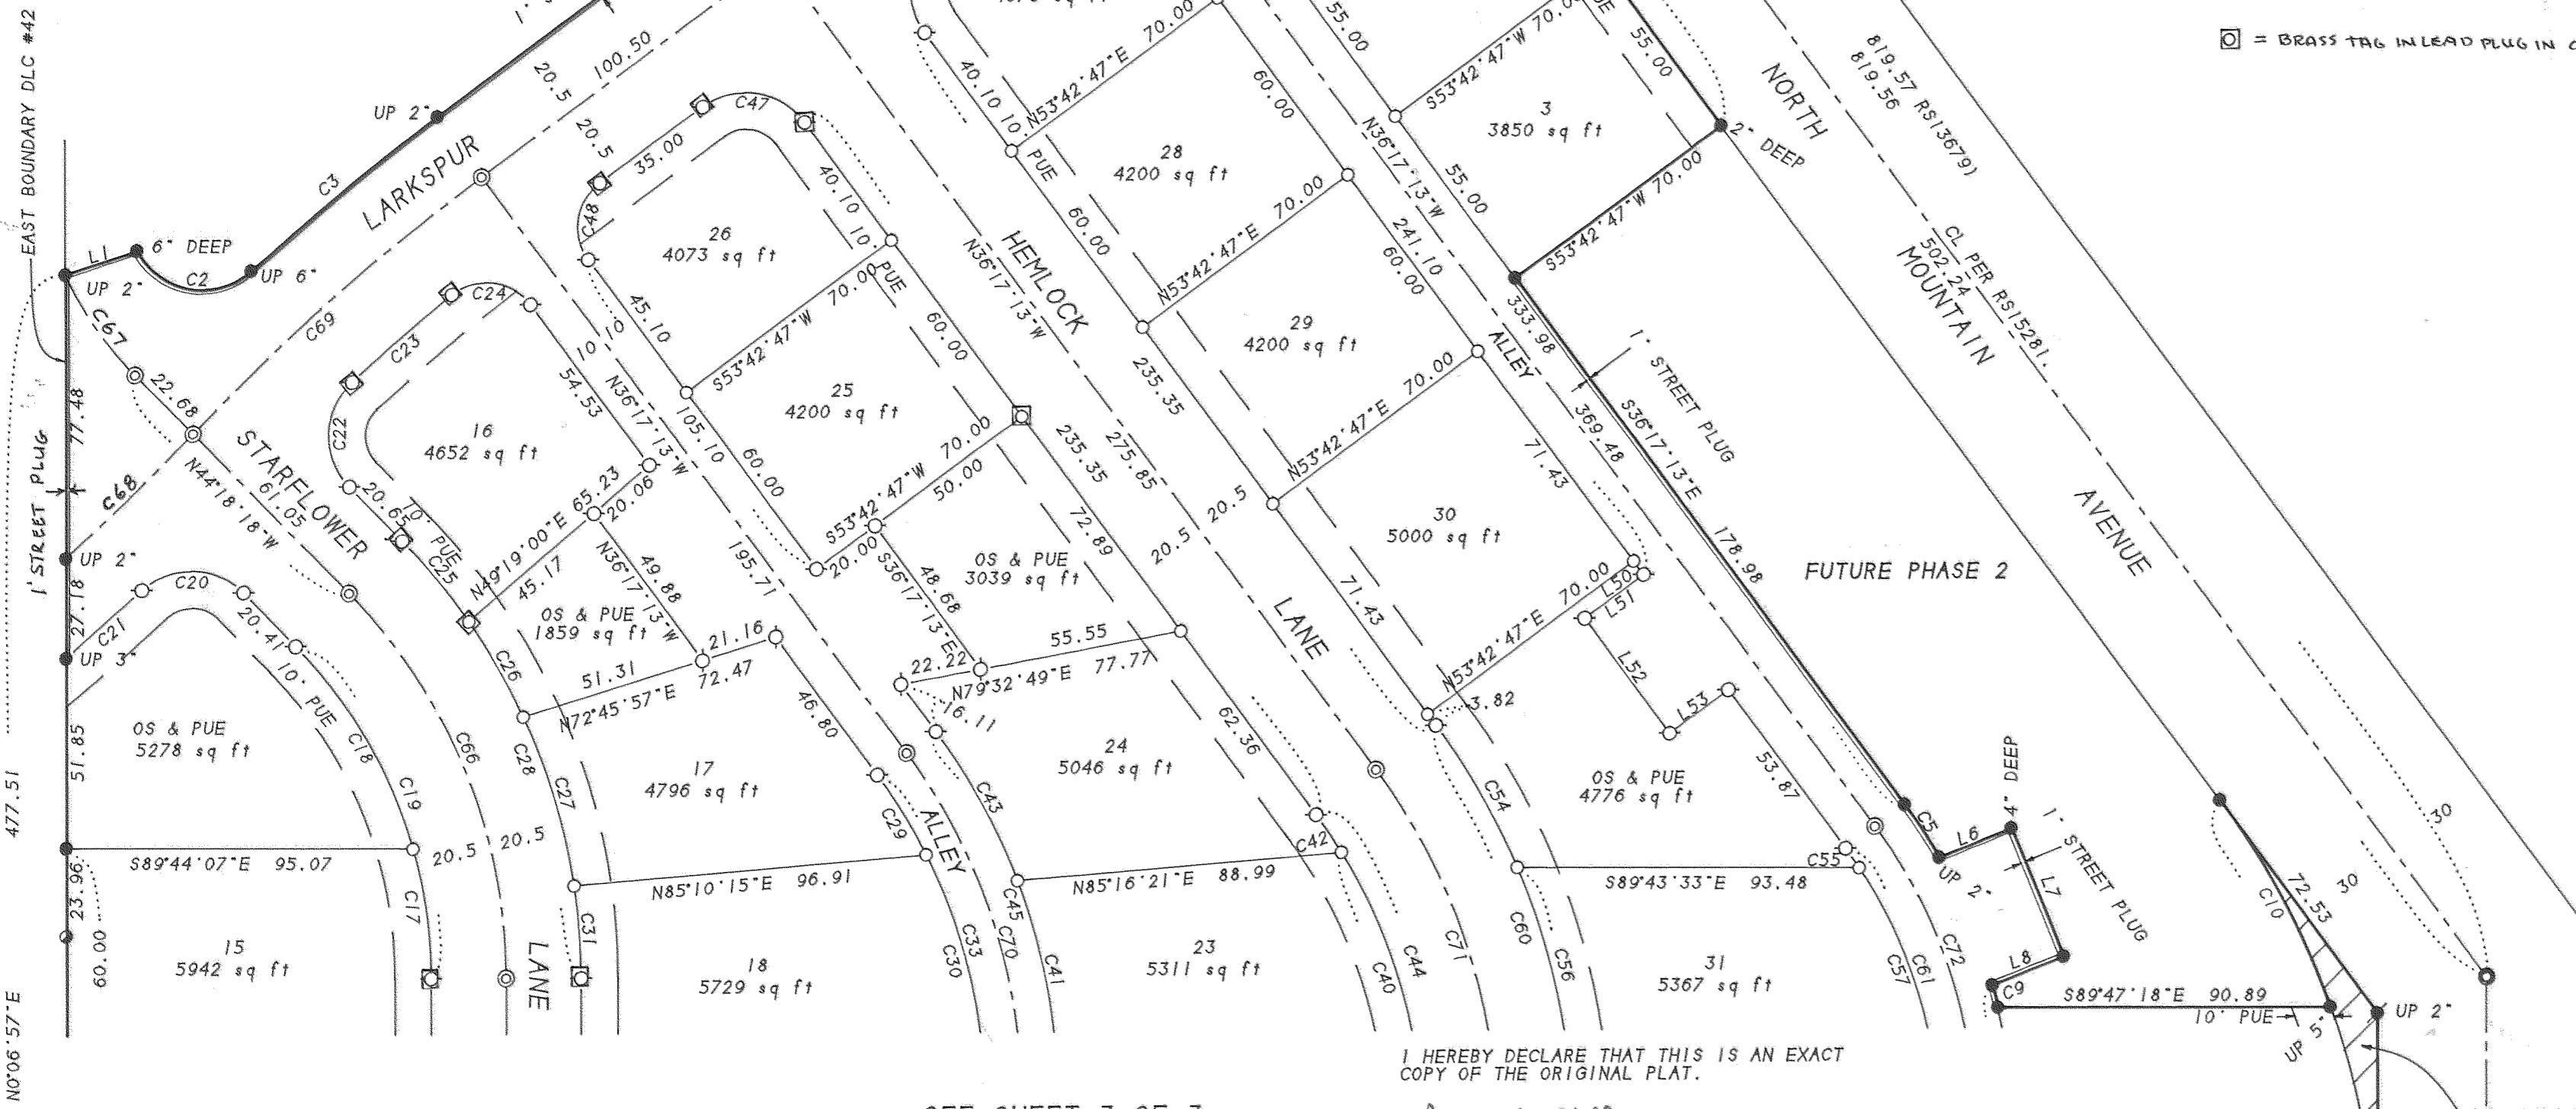 EAST BOUNDARY DLC #42
= BRASS TAG IN LEAD PLUG IN
UP 2"
LARKSPUR
C3
20.5
100.50
20.5
C47
35.00
C48
40.10
10'
PUE
26
4073 sq ft
45.10
S53°42'47"W 70.00
60.00
25
4200 sq ft
105.10
60.00
S53°42'47"W 70.00
20.00
50.00
L1
6" DEEP
C2
UP 6"
UP 2"
C67
C69
22.68
77.48
1' STREET PLUG
C68
N44°18'18"W
61.05
STARFLOWER
C24
C23
C22
16
4652 sq ft
54.53
10
10
N36°17'13"W
20.65
10' PUE
C25
N49°19'00"E 65.23
20.06
45.17
N36°17'13"W
49.88
195.71
OS & PUE
1859 sq ft
21.16
51.31
N72°45'57"E 72.47
C26
C28
C27
46.80
17
4796 sq ft
C29
ALLEY
UP 2"
27.18
C21
C20
20.41
UP 3"
10' PUE
OS & PUE
5278 sq ft
51.85
C18
C19
C66
S89°44'07"E 95.07
20.5
20.5
477.51
23.96
60.00
15
5942 sq ft
C17
LANE
C31
N85°10'15"E 96.91
18
5729 sq ft
C33
C30
N0°06'57"E
40.10
10'
PUE
N53°42'47"E 70.00
60.00
28
4200 sq ft
60.00
HEMLOCK
N36°17'13"W
N53°42'47"E 70.00
241.10
60.00
29
4200 sq ft
235.35
N53°42'47"E 70.00
235.35
275.85
20.5
20.5
LANE
72.89
OS & PUE
3039 sq ft
S36°17'13"E
48.68
55.55
22.22
N79°32'49"E 77.77
16.11
62.36
24
5046 sq ft
C43
C42
N85°16'21"E 88.99
C45
C70
C41
23
5311 sq ft
C40
C44
C71
71.43
30
5000 sq ft
71.43
N53°42'47"E 70.00
3.82
L50
L51
L52
L53
C54
OS & PUE
4776 sq ft
53.87
C55
S89°43'33"E 93.48
C60
C56
31
5367 sq ft
C57
C61
C72
55.00
N36°17'13"W
S53°42'47"W 70.00
3
3850 sq ft
55.00
55.00
S53°42'47"W 70.00
2" DEEP
ALLEY
333.98
1' STREET PLUG
369.48
S36°17'13"E
178.98
NORTH
MOUNTAIN
AVENUE
819.57 RS13679)
819.56
CL PER RS15281.
502.24
FUTURE PHASE 2
C5
L6
UP 2"
4" DEEP
1' STREET PLUG
L7
L8
C9
S89°47'18"E 90.89
10' PUE
UP 5"
UP 2"
C10
72.53
30
30
I HEREBY DECLARE THAT THIS IS AN EXACT
COPY OF THE ORIGINAL PLAT.